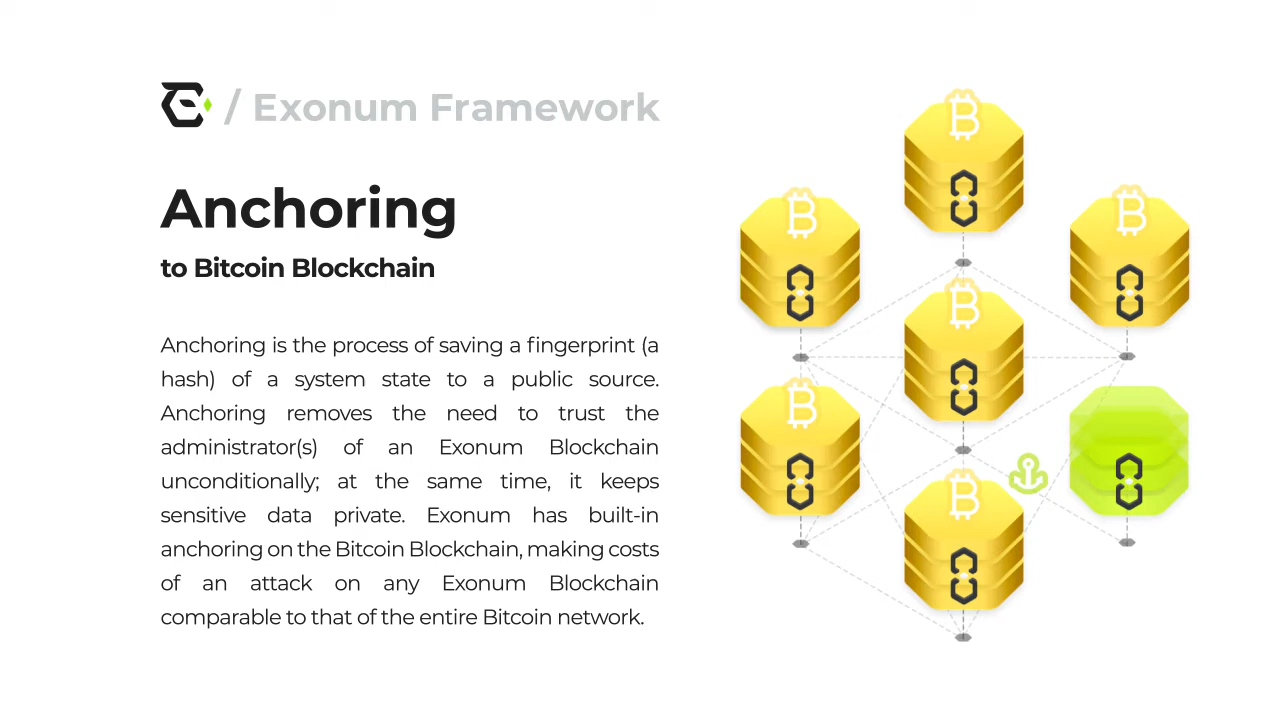 / Exonum Framework
Anchoring
to Bitcoin Blockchain
Anchoring is the process of saving a fingerprint (a
hash) of a system state to a public source.
Anchoring removes the need to trust the
administrator(s) of an Exonum Blockchain
unconditionally; at the same time, it keeps
sensitive data private. Exonum has built-in
anchoring on the Bitcoin Blockchain, making costs
of an attack on any Exonum Blockchain
comparable to that of the entire Bitcoin network.